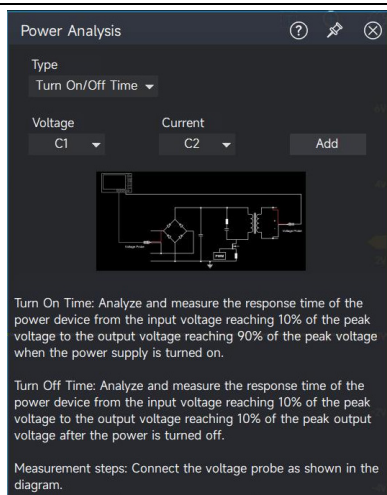 Power Analysis
Type
Turn On/Off Time
Voltage Current
C1 C2 Add
Voltage Probe
Voltage Probe
PWM
Turn On Time: Analyze and measure the response time of the
power device from the input voltage reaching 10% of the peak
voltage to the output voltage reaching 90% of the peak voltage
when the power supply is turned on.
Turn Off Time: Analyze and measure the response time of the
power device from the input voltage reaching 10% of the peak
voltage to the output voltage reaching 10% of the peak output
voltage after the power is turned off.
Measurement steps: Connect the voltage probe as shown in the
diagram.